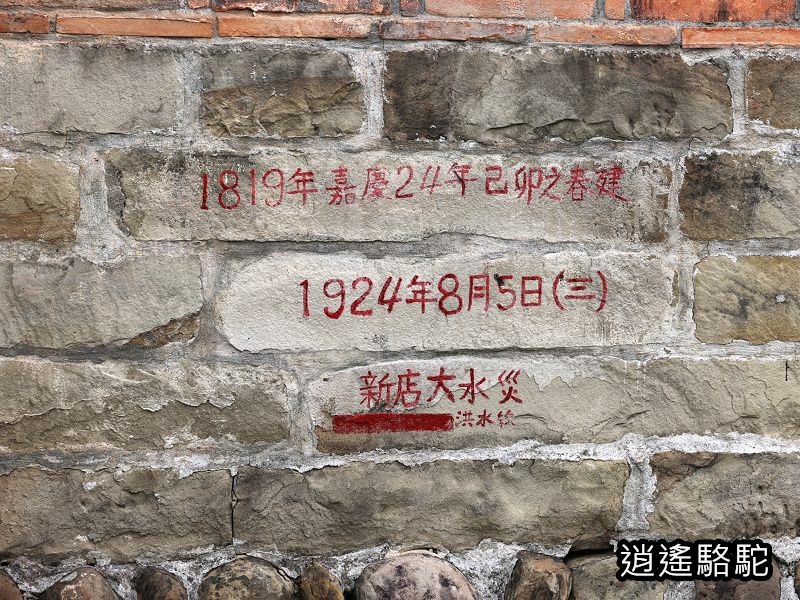 1819年嘉慶24年己卯之春建
1924年8月5日(三)
新店大水災
洪水線
逍遙駱駝